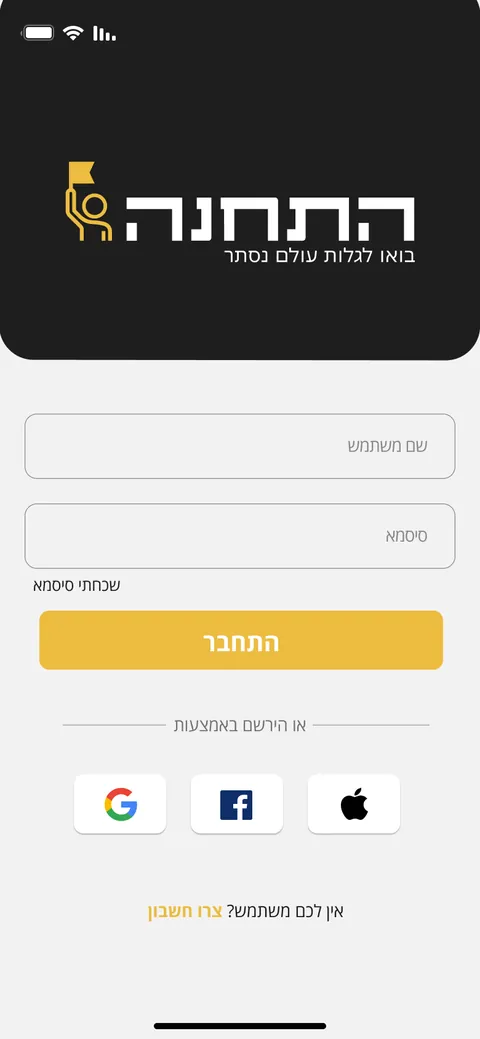 התחנה
בואו לגלות עולם נסתר
שם משתמש
סיסמא
שכחתי סיסמא
התחבר
או הירשם באמצעות
אין לכם משתמש? צרו חשבון